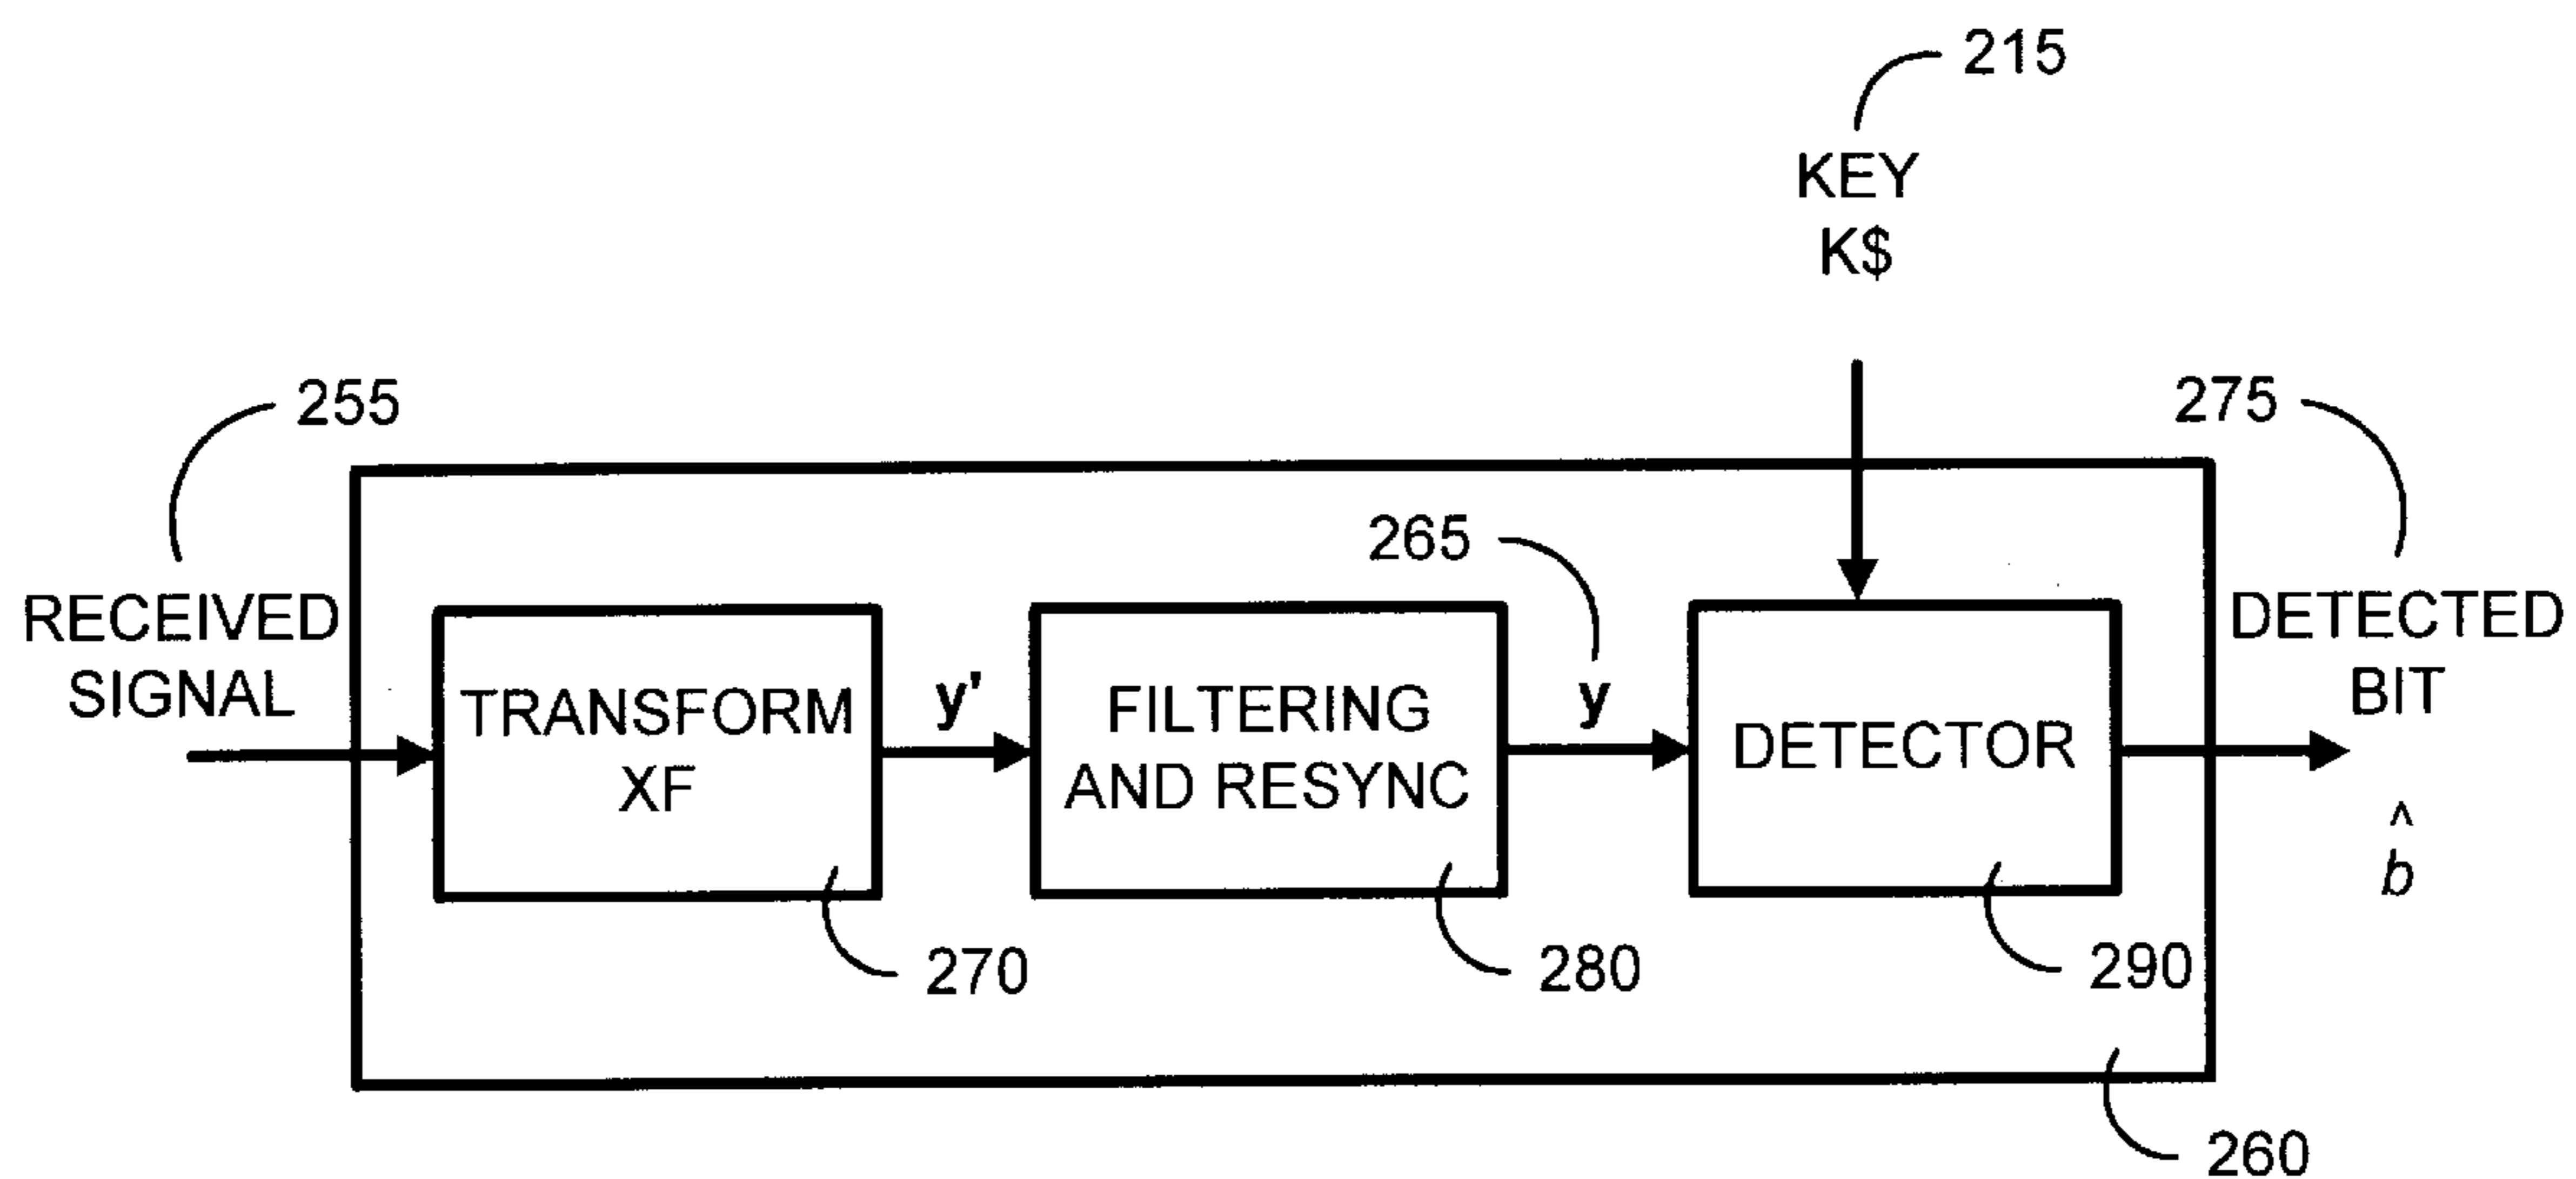 215
KEY
K$
255
275
265
RECEIVED
SIGNAL
TRANSFORM
XF
y'
FILTERING
AND RESYNC
y
DETECTOR
DETECTED
BIT
^
b
270
280
290
260